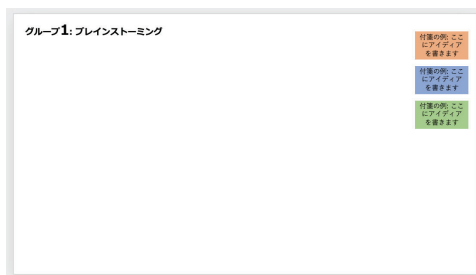 グループ1: ブレインストーミング
付箋の例: ここ
にアイディア
を書きます
付箋の例: ここ
にアイディア
を書きます
付箋の例: ここ
にアイディア
を書きます